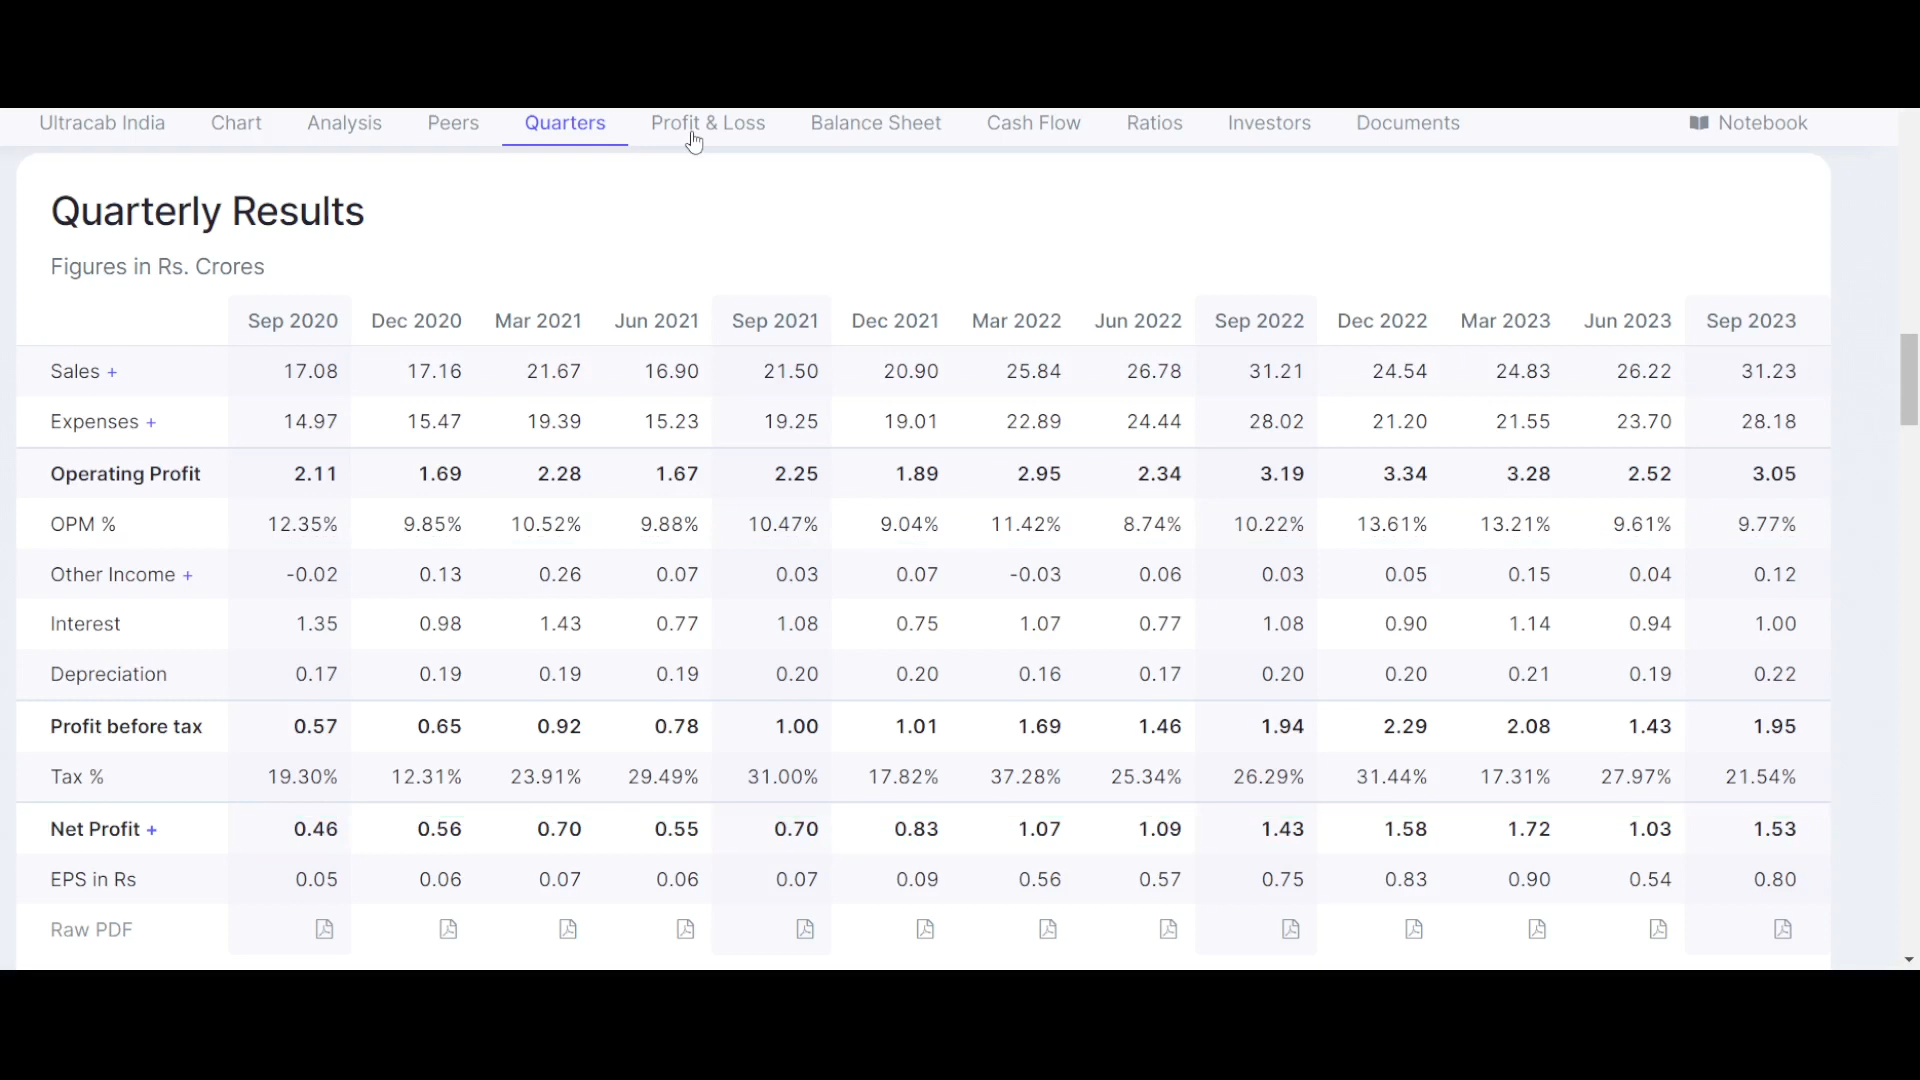 Ultracab India Chart Analysis Peers Quarters Profit & Loss Balance Sheet Cash Flow Ratios Investors Documents Notebook
Quarterly Results
Figures in Rs. Crores
Sep 2020 Dec 2020 Mar 2021 Jun 2021 Sep 2021 Dec 2021 Mar 2022 Jun 2022 Sep 2022 Dec 2022 Mar 2023 Jun 2023 Sep 2023
Sales + 17.08 17.16 21.67 16.90 21.50 20.90 25.84 26.78 31.21 24.54 24.83 26.22 31.23
Expenses + 14.97 15.47 19.39 15.23 19.25 19.01 22.89 24.44 28.02 21.20 21.55 23.70 28.18
Operating Profit 2.11 1.69 2.28 1.67 2.25 1.89 2.95 2.34 3.19 3.34 3.28 2.52 3.05
OPM % 12.35% 9.85% 10.52% 9.88% 10.47% 9.04% 11.42% 8.74% 10.22% 13.61% 13.21% 9.61% 9.77%
Other Income + -0.02 0.13 0.26 0.07 0.03 0.07 -0.03 0.06 0.03 0.05 0.15 0.04 0.12
Interest 1.35 0.98 1.43 0.77 1.08 0.75 1.07 0.77 1.08 0.90 1.14 0.94 1.00
Depreciation 0.17 0.19 0.19 0.19 0.20 0.20 0.16 0.17 0.20 0.20 0.21 0.19 0.22
Profit before tax 0.57 0.65 0.92 0.78 1.00 1.01 1.69 1.46 1.94 2.29 2.08 1.43 1.95
Tax % 19.30% 12.31% 23.91% 29.49% 31.00% 17.82% 37.28% 25.34% 26.29% 31.44% 17.31% 27.97% 21.54%
Net Profit + 0.46 0.56 0.70 0.55 0.70 0.83 1.07 1.09 1.43 1.58 1.72 1.03 1.53
EPS in Rs 0.05 0.06 0.07 0.06 0.07 0.09 0.56 0.57 0.75 0.83 0.90 0.54 0.80
Raw PDF